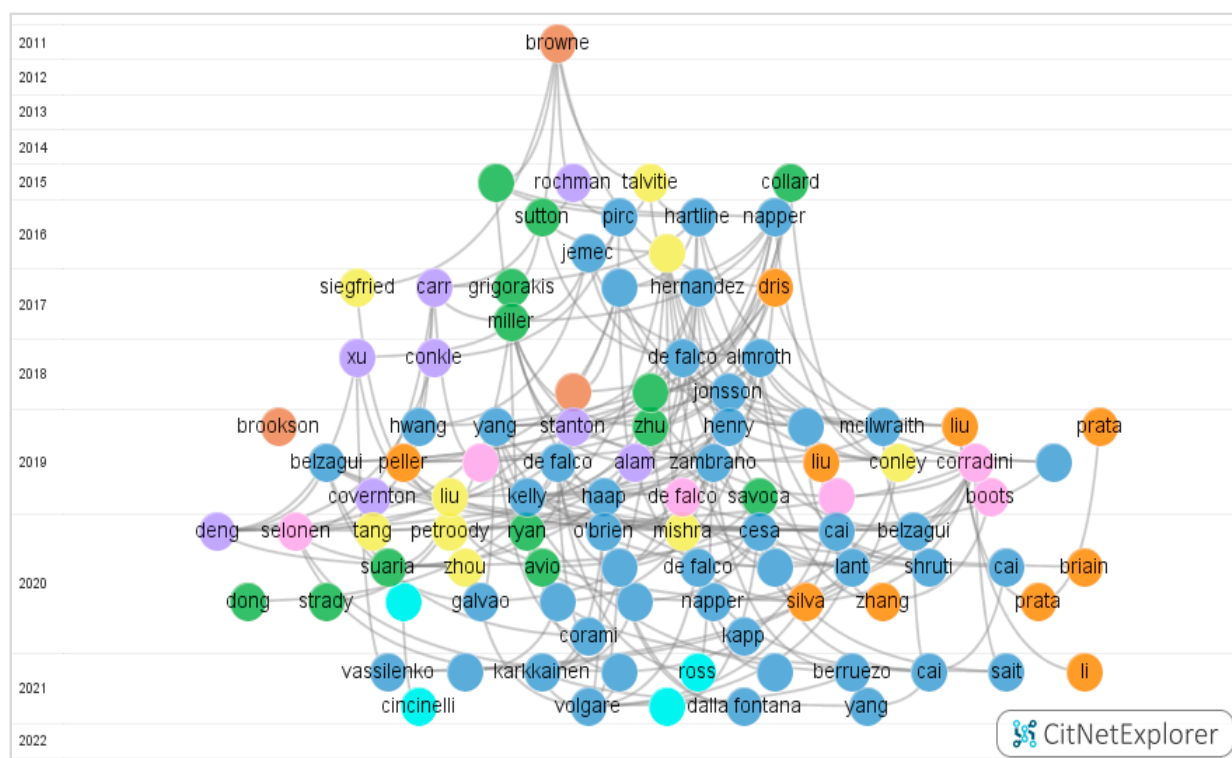 2011
browne
2012
2013
2014
2015
rochman talvitie collard
sutton pirc hartline napper
2016
jemec
siegfried carr grigorakis hernandez dris
2017
miller
xu conkle de falco almroth
2018
jonsson
brookson hwang yang stanton zhu henry mcilwraith liu prata
2019
belzagui peller de falco alam zambrano liu conley corradini
covernton liu kelly haap de falco savoca boots
deng selonen tang petroody ryan o'brien mishra cesa cai belzagui
suaria zhou avio de falco lant shruti cai briain
2020
dong strady galvao napper silva zhang prata
corami kapp
vassilenko karkkainen ross berruezo cai sait li
2021
cincinelli volgare dalla fontana yang
2022
CitNetExplorer